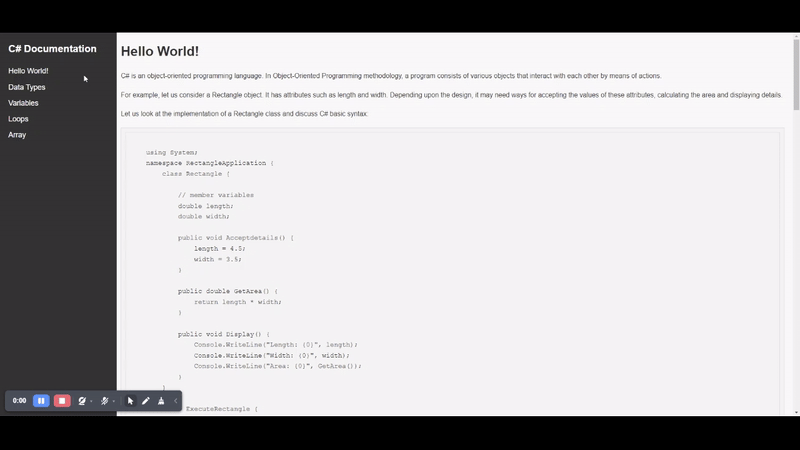 C# Documentation
Hello World!
Data Types
Variables
Loops
Array
Hello World!
C# is an object-oriented programming language. In Object-Oriented Programming methodology, a program consists of various objects that interact with each other by means of actions.
For example, let us consider a Rectangle object. It has attributes such as length and width. Depending upon the design, it may need ways for accepting the values of these attributes, calculating the area and displaying details.
Let us look at the implementation of a Rectangle class and discuss C# basic syntax:
using System;
namespace RectangleApplication {
class Rectangle {
// member variables
double length;
double width;
public void Acceptdetails() {
length = 4.5;
width = 3.5;
}
public double GetArea() {
return length * width;
}
public void Display() {
Console.WriteLine("Length: {0}", length);
Console.WriteLine("Width: {0}", width);
Console.WriteLine("Area: {0}", GetArea());
}
}
ExecuteRectangle {
0:00